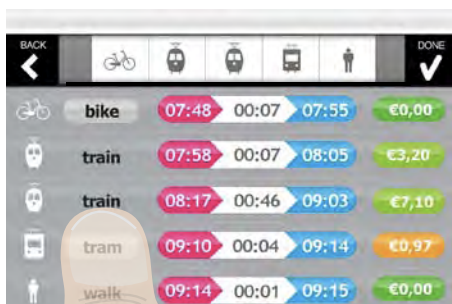 BACK DONE
bike 07:48 00:07 07:55 €0,00
train 07:58 00:07 08:05 €3,20
train 08:17 00:46 09:03 €7,10
tram 09:10 00:04 09:14 €0,97
walk 09:14 00:01 09:15 €0,00